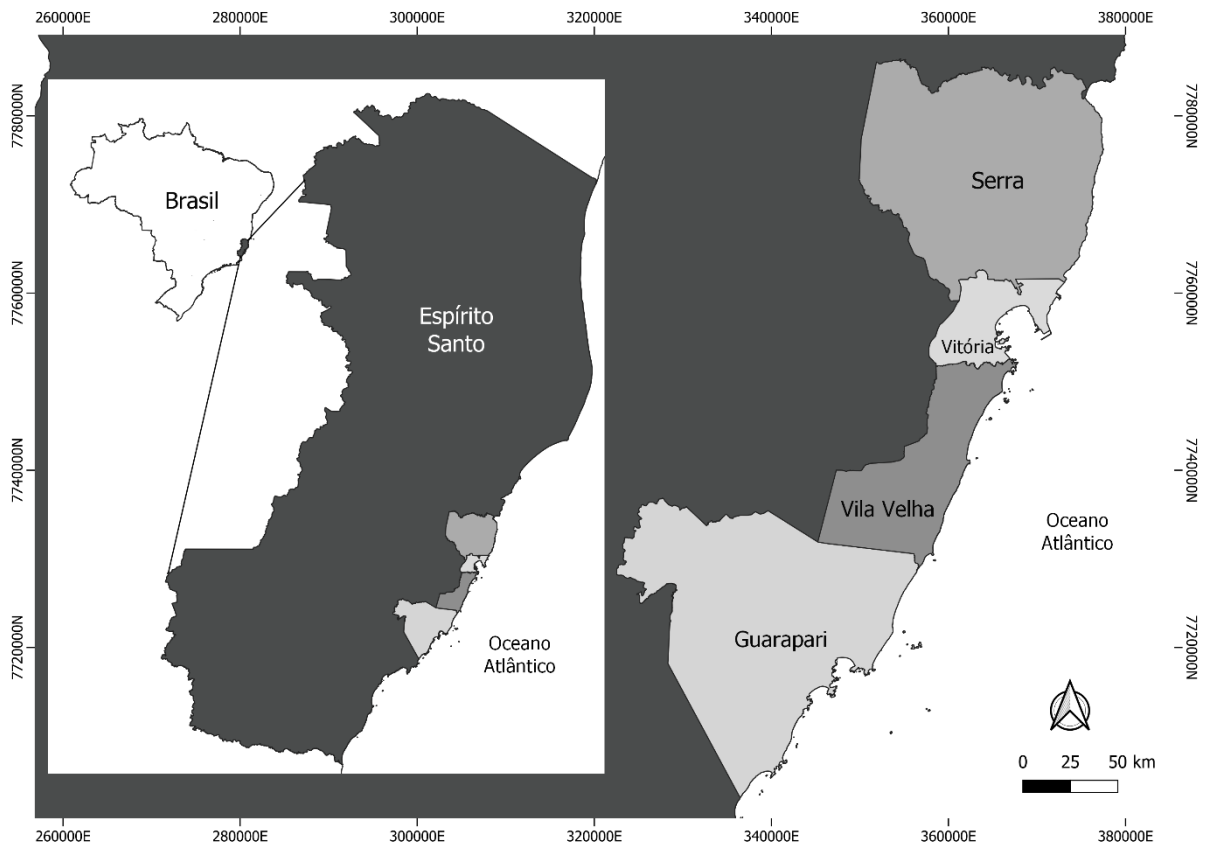 260000E 280000E 300000E 320000E 340000E 360000E 380000E
7780000N
7760000N
7740000N
7720000N
Brasil
Espírito
Santo
Oceano
Atlântico
Serra
Vitória
Vila Velha
Guarapari
Oceano
Atlântico
0 25 50 km
7780000N
7760000N
7740000N
7720000N
260000E 280000E 300000E 320000E 340000E 360000E 380000E